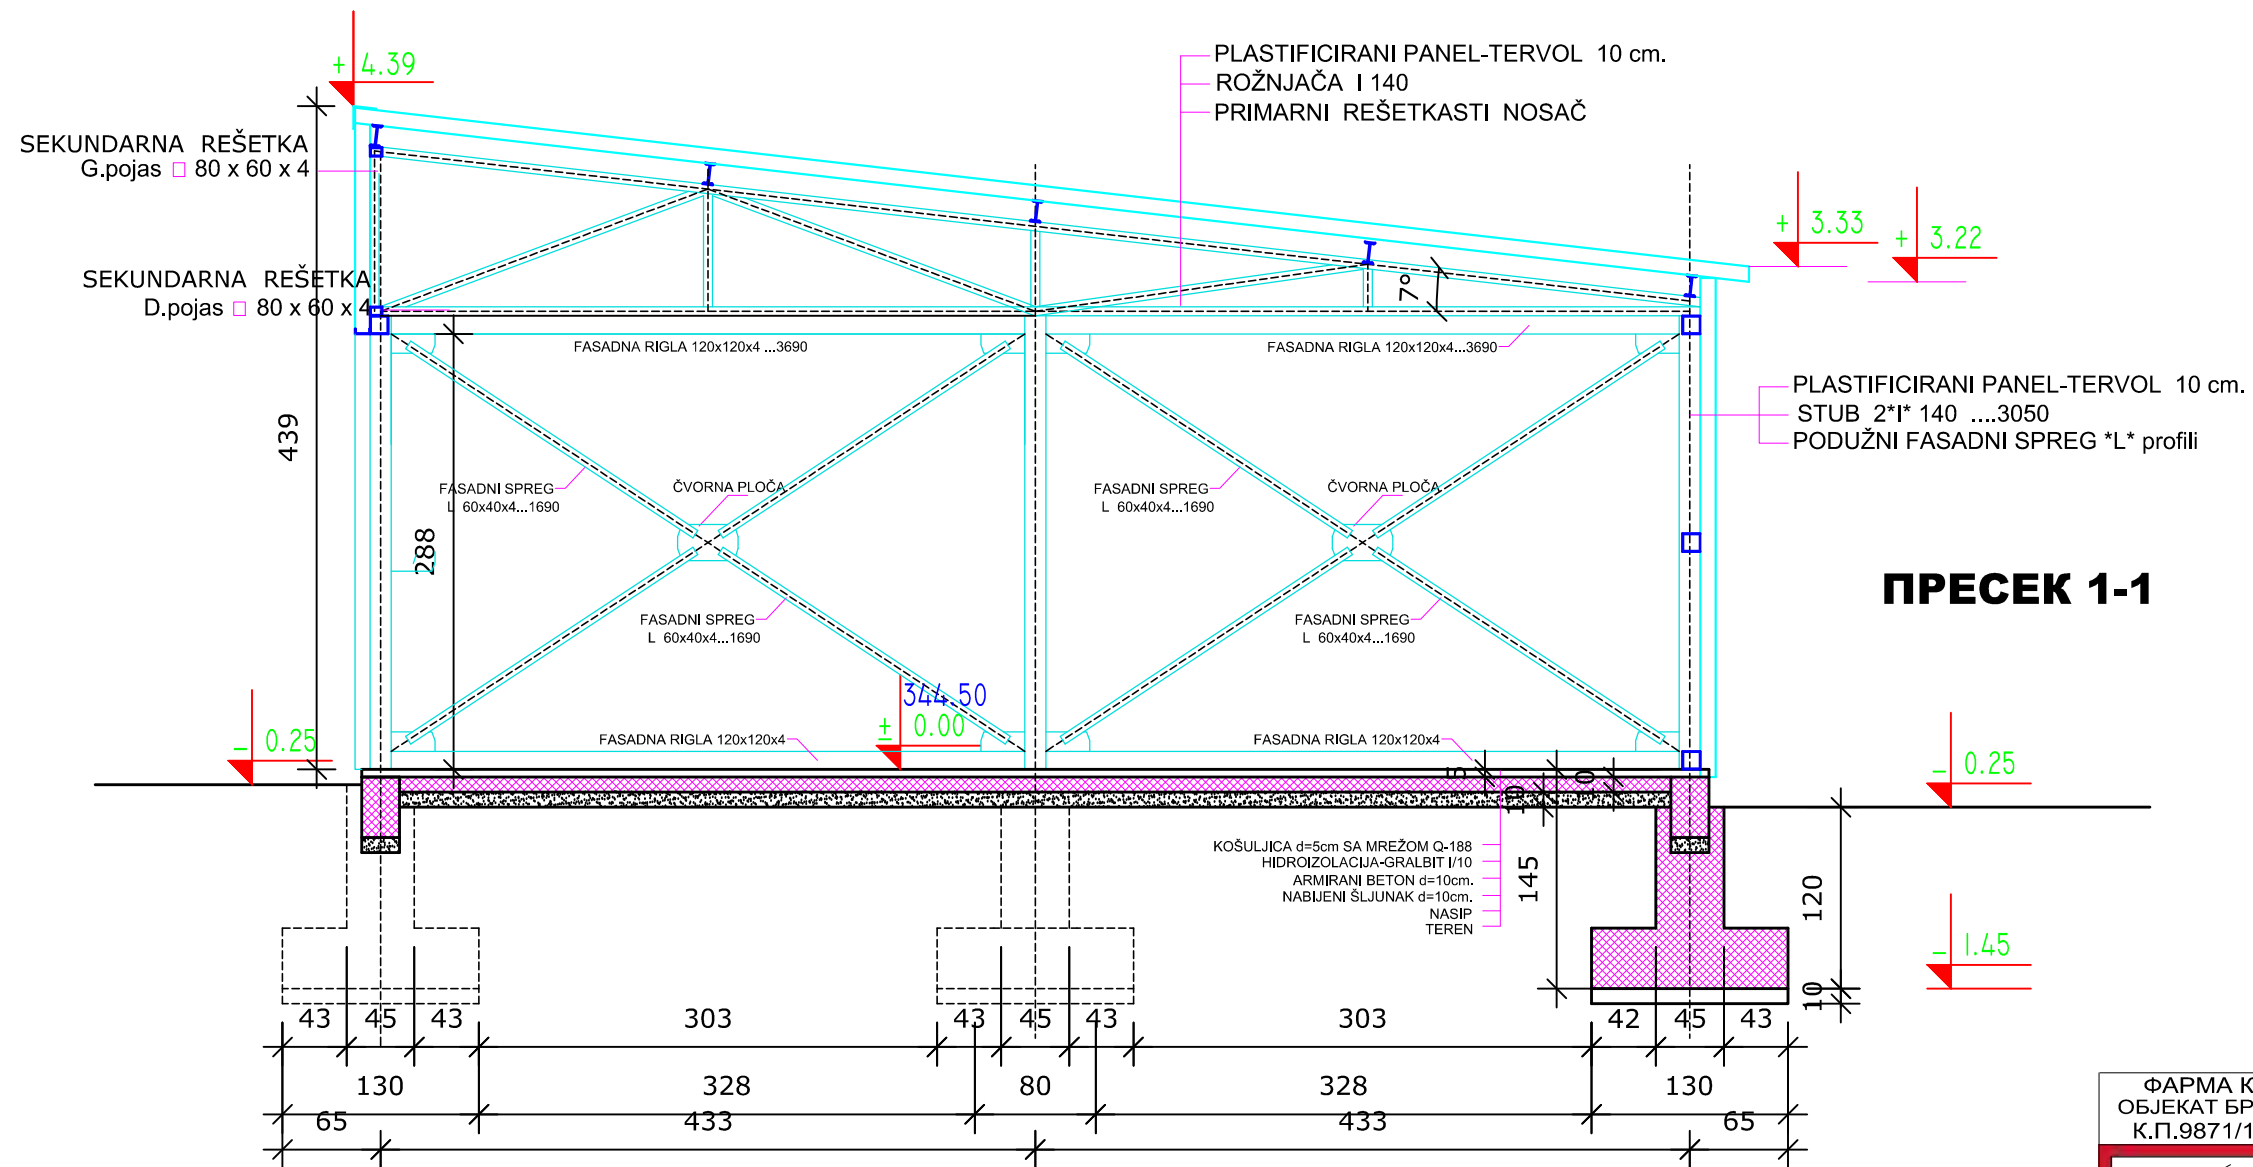 + 4.39
PLASTIFICIRANI PANEL-TERVOL 10 cm.
ROŽNJAČA I 140
PRIMARNI REŠETKASTI NOSAČ
SEKUNDARNA REŠETKA
G.pojas □ 80 x 60 x 4
+ 3.33
+ 3.22
SEKUNDARNA REŠETKA
D.pojas □ 80 x 60 x 4
7°
FASADNA RIGLA 120x120x4 ...3690
FASADNA RIGLA 120x120x4...3690
PLASTIFICIRANI PANEL-TERVOL 10 cm.
STUB 2*I* 140 ....3050
PODUŽNI FASADNI SPREG *L* profili
439
288
FASADNI SPREG
L 60x40x4...1690
ČVORNA PLOČA
FASADNI SPREG
L 60x40x4...1690
ČVORNA PLOČA
ПРЕСЕК 1-1
FASADNI SPREG
L 60x40x4...1690
FASADNI SPREG
L 60x40x4...1690
344.50
± 0.00
- 0.25
FASADNA RIGLA 120x120x4
FASADNA RIGLA 120x120x4
- 0.25
5
10
10
KOŠULJICA d=5cm SA MREŽOM Q-188
HIDROIZOLACIJA-GRALBIT I/10
ARMIRANI BETON d=10cm.
NABIJENI ŠLJUNAK d=10cm.
NASIP
TEREN
145
120
- 1.45
10
43 45 43 303 43 45 43 303 42 45 43
130 328 80 328 130
65 433 433 65
ФАРМА К
ОБЈЕКАТ БР
К.П.9871/1